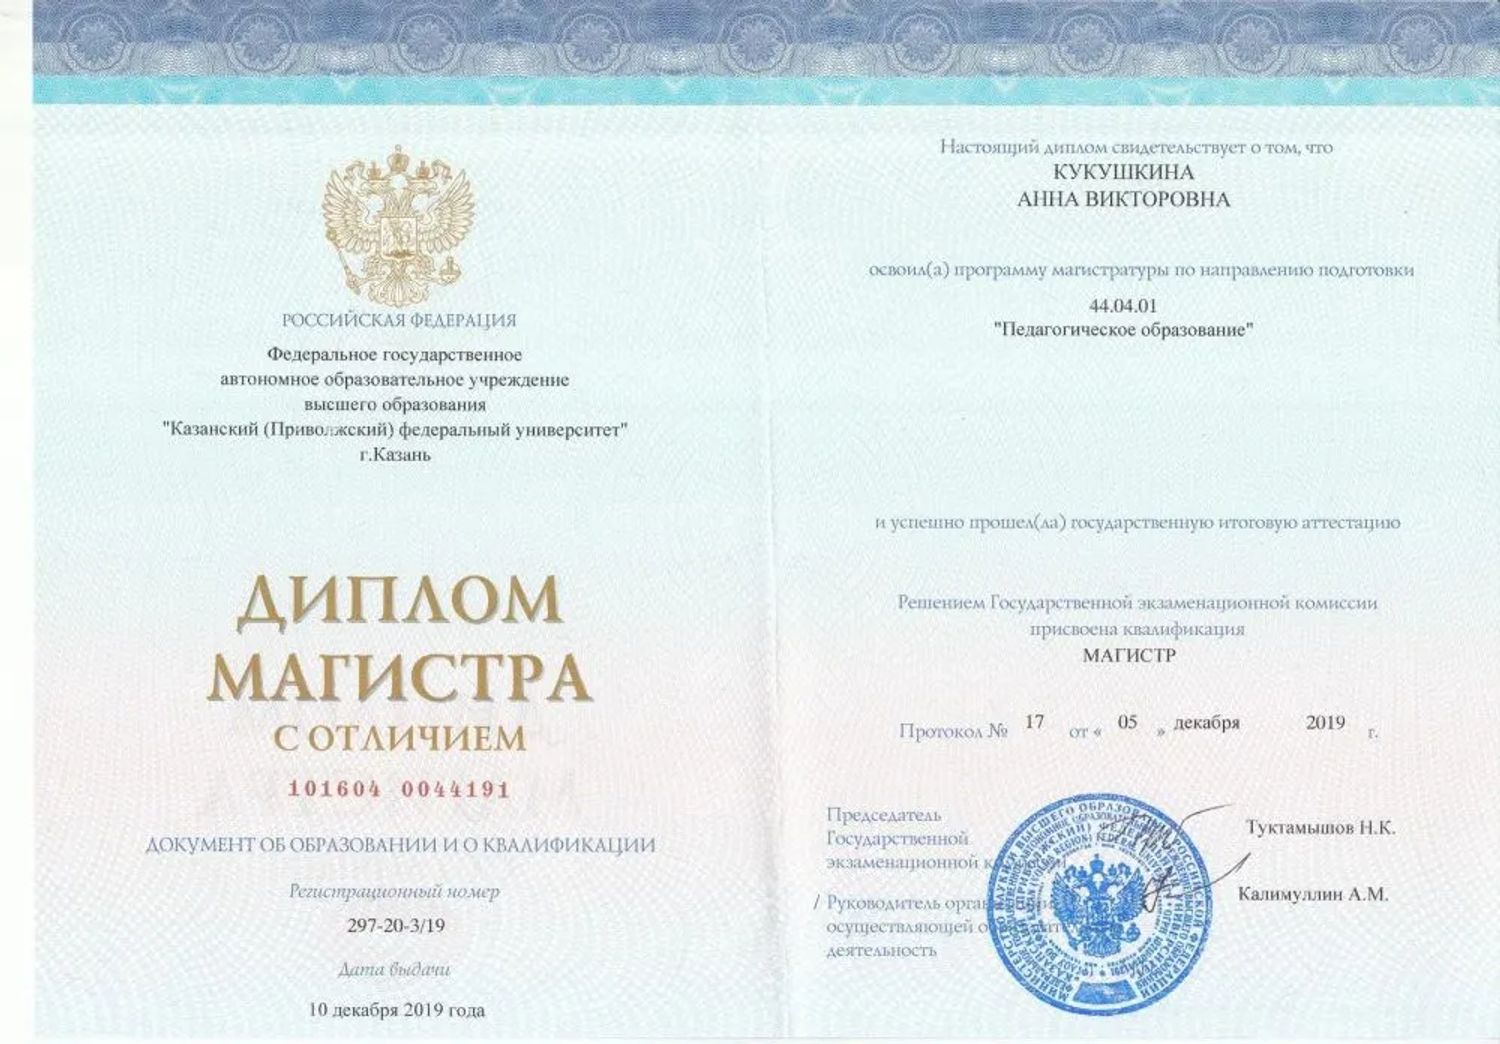 РОССИЙСКАЯ ФЕДЕРАЦИЯ
Федеральное государственное
автономное образовательное учреждение
высшего образования
"Казанский (Приволжский) федеральный университет"
г.Казань
ДИПЛОМ
МАГИСТРА
С ОТЛИЧИЕМ
101604 0044191
ДОКУМЕНТ ОБ ОБРАЗОВАНИИ И О КВАЛИФИКАЦИИ
Регистрационный номер
297-20-3/19
Дата выдачи
10 декабря 2019 года
Настоящий диплом свидетельствует о том, что
КУКУШКИНА
АННА ВИКТОРОВНА
освоил(а) программу магистратуры по направлению подготовки
44.04.01
"Педагогическое образование"
и успешно прошел(ла) государственную итоговую аттестацию
Решением Государственной экзаменационной комиссии
присвоена квалификация
МАГИСТР
Протокол № 17 от « 05 » декабря 2019 г.
Председатель
Государственной
экзаменационной
Туктамышов Н.К.
/ Руководитель
осуществляющей
деятельность
Калимуллин А.М.